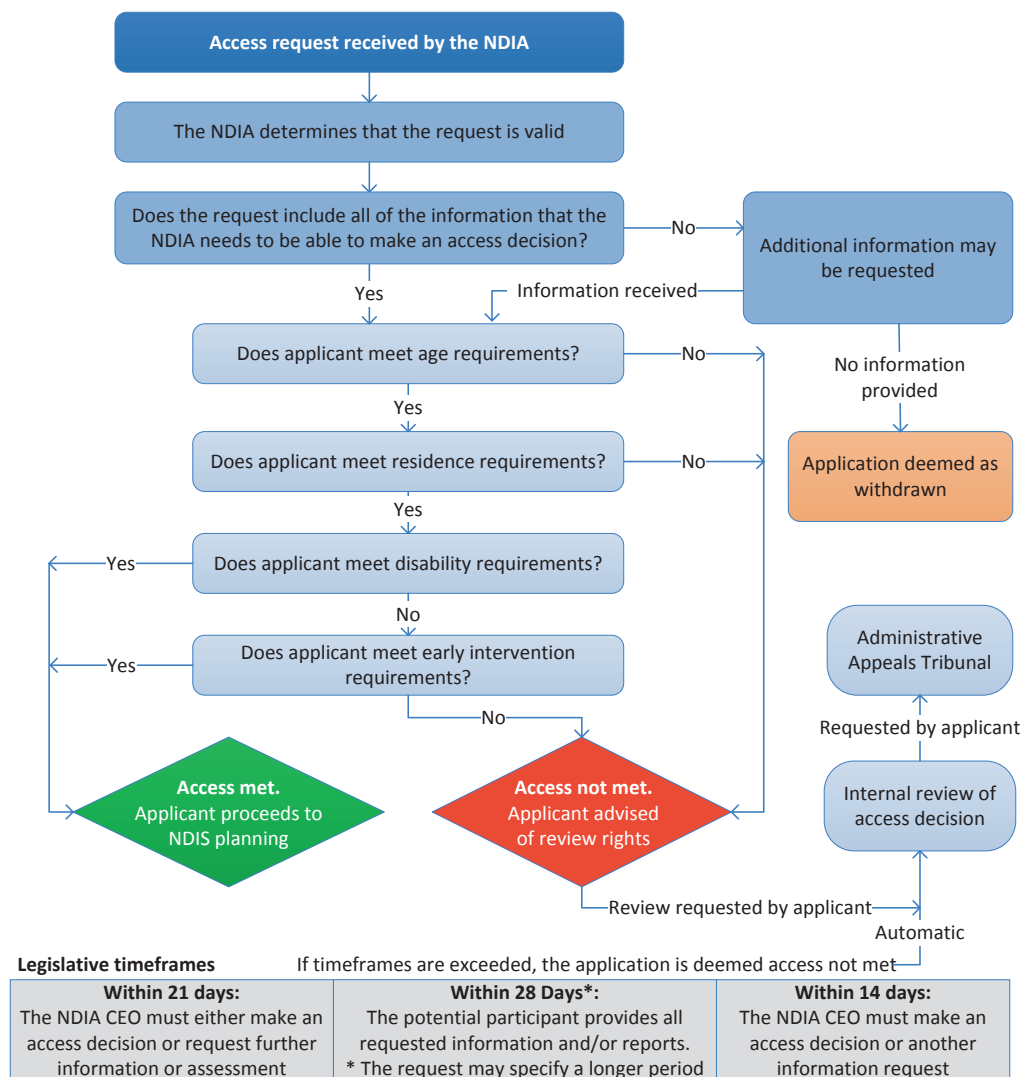 Access request received by the NDIA
The NDIA determines that the request is valid
Does the request include all of the information that the
NDIA needs to be able to make an access decision?
No
Additional information may
be requested
Yes
Information received
Does applicant meet age requirements?
No
No information
provided
Yes
Does applicant meet residence requirements?
No
Application deemed as
withdrawn
Yes
Does applicant meet disability requirements?
Yes
No
Does applicant meet early intervention
requirements?
Yes
No
Administrative
Appeals Tribunal
Requested by applicant
Internal review of
access decision
Access met.
Applicant proceeds to
NDIS planning
Access not met.
Applicant advised
of review rights
Review requested by applicant
Automatic
Legislative timeframes
If timeframes are exceeded, the application is deemed access not met
Within 21 days:
The NDIA CEO must either make an
access decision or request further
information or assessment
Within 28 Days*:
The potential participant provides all
requested information and/or reports.
* The request may specify a longer period
Within 14 days:
The NDIA CEO must make an
access decision or another
information request